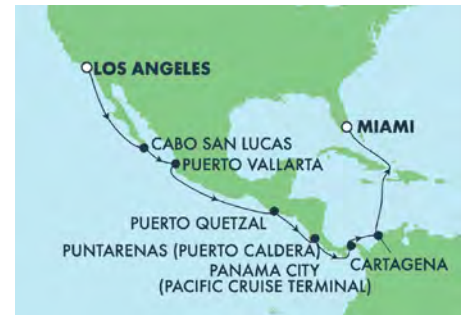 LOS ANGELES
MIAMI
CABO SAN LUCAS
PUERTO VALLARTA
PUERTO QUETZAL
PUNTARENAS (PUERTO CALDERA)
PANAMA CITY
(PACIFIC CRUISE TERMINAL)
CARTAGENA